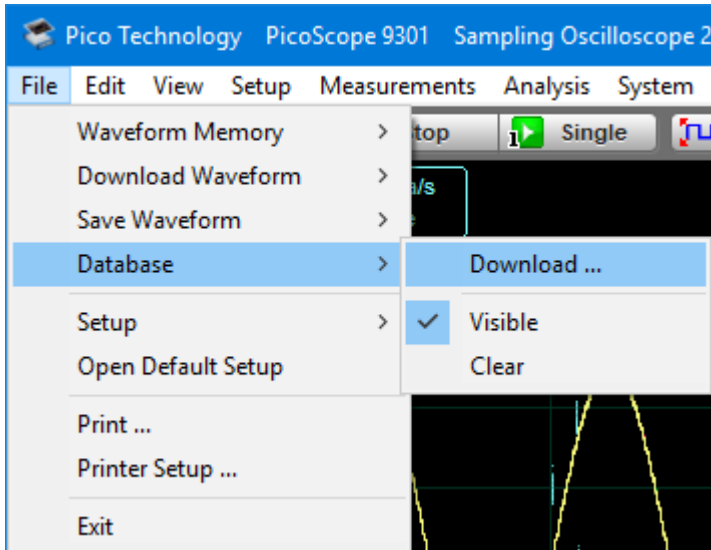 Pico Technology PicoScope 9301 Sampling Oscilloscope 2
File Edit View Setup Measurements Analysis System
Waveform Memory
Single
Download Waveform
a/s
Save Waveform
Database
Download ...
Setup
Visible
Open Default Setup
Clear
Print ...
Printer Setup ...
Exit